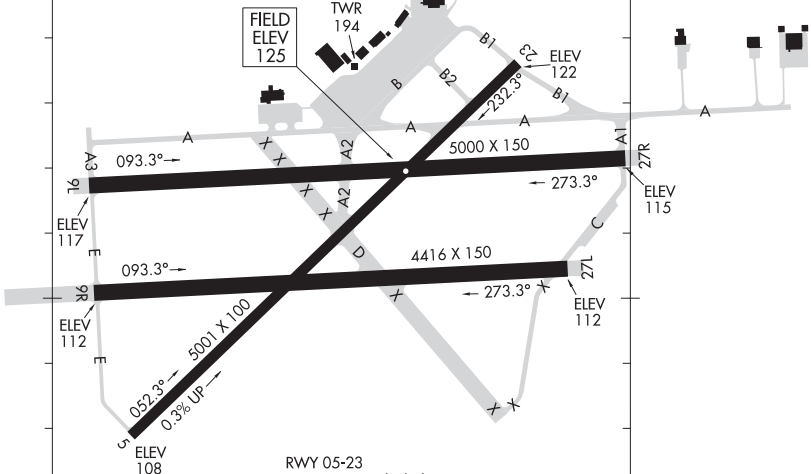 TWR
194
FIELD
ELEV
125
B1
23
ELEV
122
B
B2
232.3°
B1
A
A
A
A
A2
A1
5000 X 150
27R
A3
093.3°
X
X
9L
273.3°
ELEV
115
X
X
A2
ELEV
117
C
E
D
4416 X 150
27L
093.3°
9R
X
273.3°
X
ELEV
112
ELEV
112
5001 X 100
E
052.3°
0.3% UP
X
X
5
ELEV
108
RWY 05-23